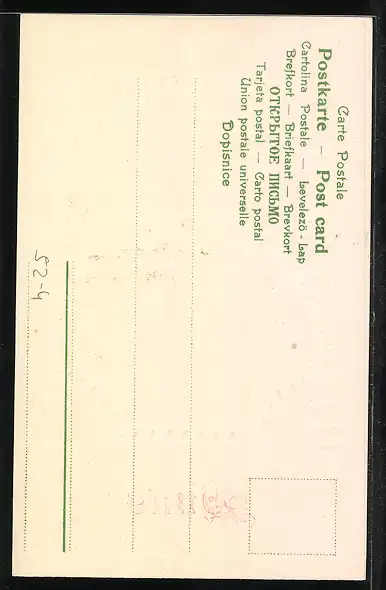 Carte Postale
Postkarte — Post card
Cartolina Postale — Levelező-Lap
Brefkort — Briefkaart — Brevkort
ОТКРЫТОЕ ПИСЬМО
Tarjeta postal — Carto postal
Union postale universelle
Dopisnice
52-4